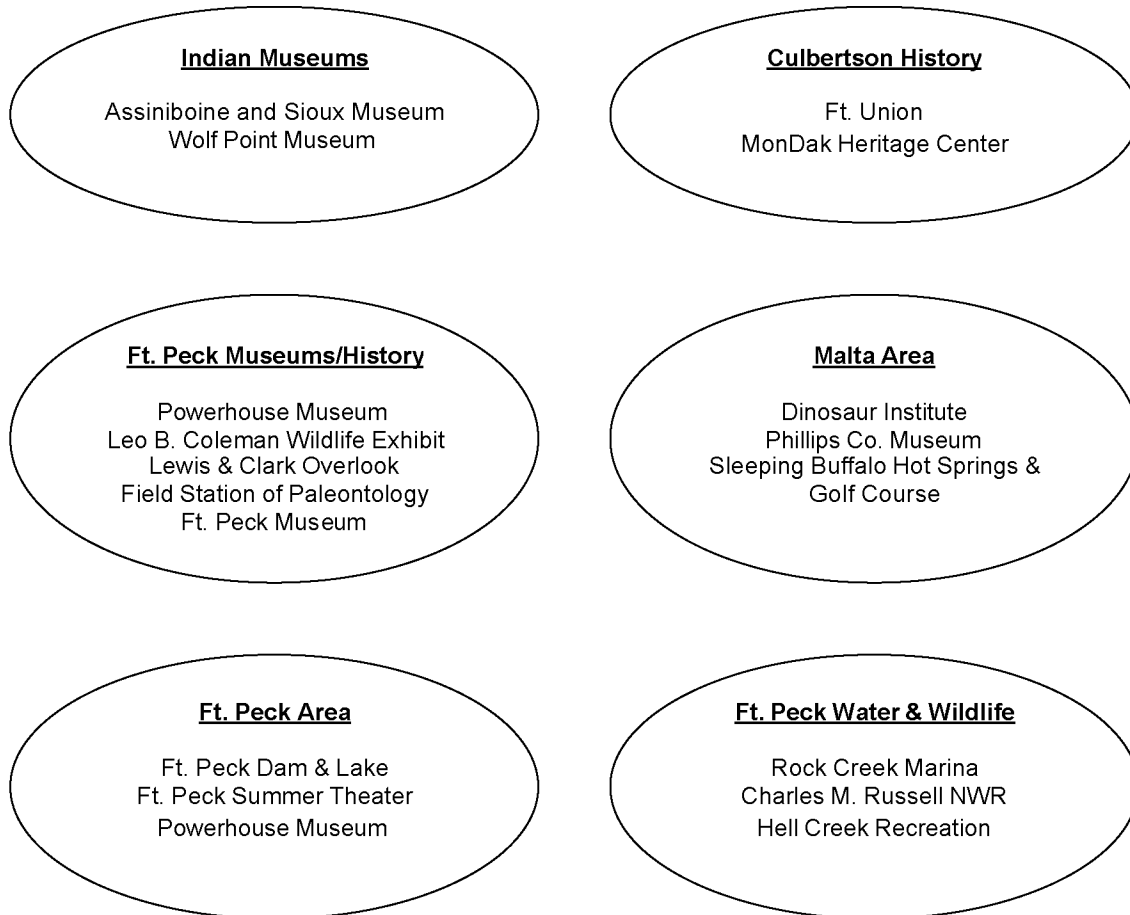 Indian Museums
Assiniboine and Sioux Museum
Wolf Point Museum
Culbertson History
Ft. Union
MonDak Heritage Center
Ft. Peck Museums/History
Powerhouse Museum
Leo B. Coleman Wildlife Exhibit
Lewis & Clark Overlook
Field Station of Paleontology
Ft. Peck Museum
Malta Area
Dinosaur Institute
Phillips Co. Museum
Sleeping Buffalo Hot Springs &
Golf Course
Ft. Peck Area
Ft. Peck Dam & Lake
Ft. Peck Summer Theater
Powerhouse Museum
Ft. Peck Water & Wildlife
Rock Creek Marina
Charles M. Russell NWR
Hell Creek Recreation